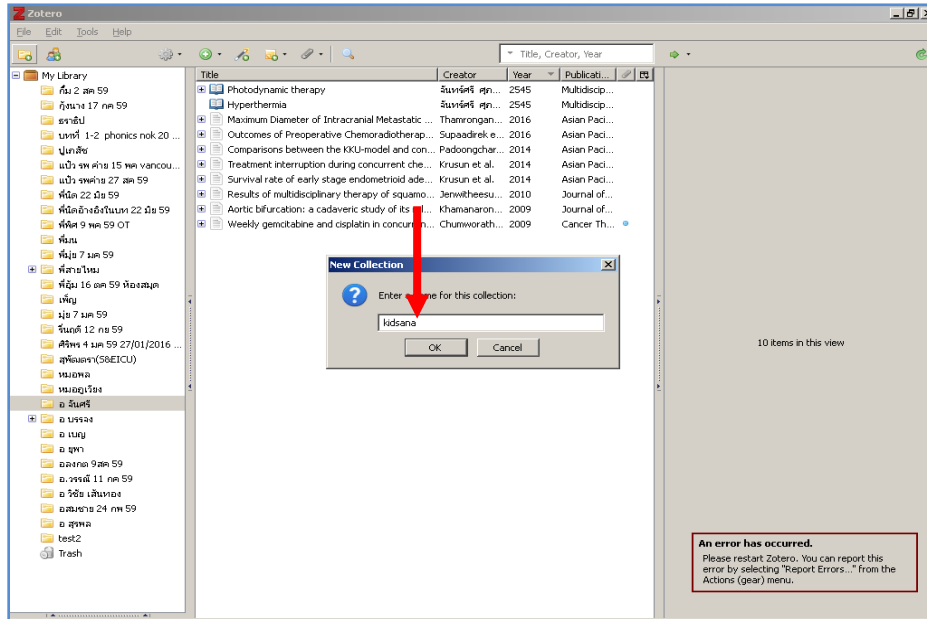 Zotero
File Edit Tools Help
Title, Creator, Year
My Library
กิ๊ม 2 สค 59
กุ้งนาง 17 กค 59
ธราธิป
บทที่ 1-2 phonics nok 20 ...
ปูเภสัช
แป๋ว รพ ค่าย 15 พค vancou...
แป๋ว รพค่าย 27 สค 59
พี่นิด 22 มิย 59
พี่นิดอ้างอิงในบท 22 มิย 59
พี่พิศ 9 พค 59 OT
พี่มน
พี่มุ่ย 7 มค 59
พี่สายไหม
พี่อุ้ม 16 ตค 59 ห้องสมุด
เพ็ญ
มุ่ย 7 มค 59
รื่นฤดี 12 กย 59
ศิริพร 4 มค 59 27/01/2016 ...
สุพัฒตรา(58EICU)
หมอพล
หมอภูเวียง
อ จันศรี
อ บรรจง
อ เบญ
อ ยุพา
อลงกต 9สค 59
อ.วรรณ์ 11 กค 59
อ วิชัย เส้นทอง
อสมชาย 24 กพ 59
อ สุรพล
test2
Trash
Title Creator Year Publicati...
Photodynamic therapy จันทร์ศรี ศุภ... 2545 Multidiscip...
Hyperthermia จันทร์ศรี ศุภ... 2545 Multidiscip...
Maximum Diameter of Intracranial Metastatic ... Thamrongan... 2016 Asian Paci...
Outcomes of Preoperative Chemoradiotherap... Supaadirek e... 2016 Asian Paci...
Comparisons between the KKU-model and con... Padoongchar... 2014 Asian Paci...
Treatment interruption during concurrent che... Krusun et al. 2014 Asian Paci...
Survival rate of early stage endometrioid ade... Krusun et al. 2014 Asian Paci...
Results of multidisciplinary therapy of squamo... Jenwitheesu... 2010 Journal of...
Aortic bifurcation: a cadaveric study of its Khamanaron... 2009 Journal of...
Weekly gemcitabine and cisplatin in Chumworath... 2009 Cancer Th...
New Collection
Enter for this collection:
kidsana
OK Cancel
10 items in this view
An error has occurred.
Please restart Zotero. You can report this
error by selecting "Report Errors..." from the
Actions (gear) menu.